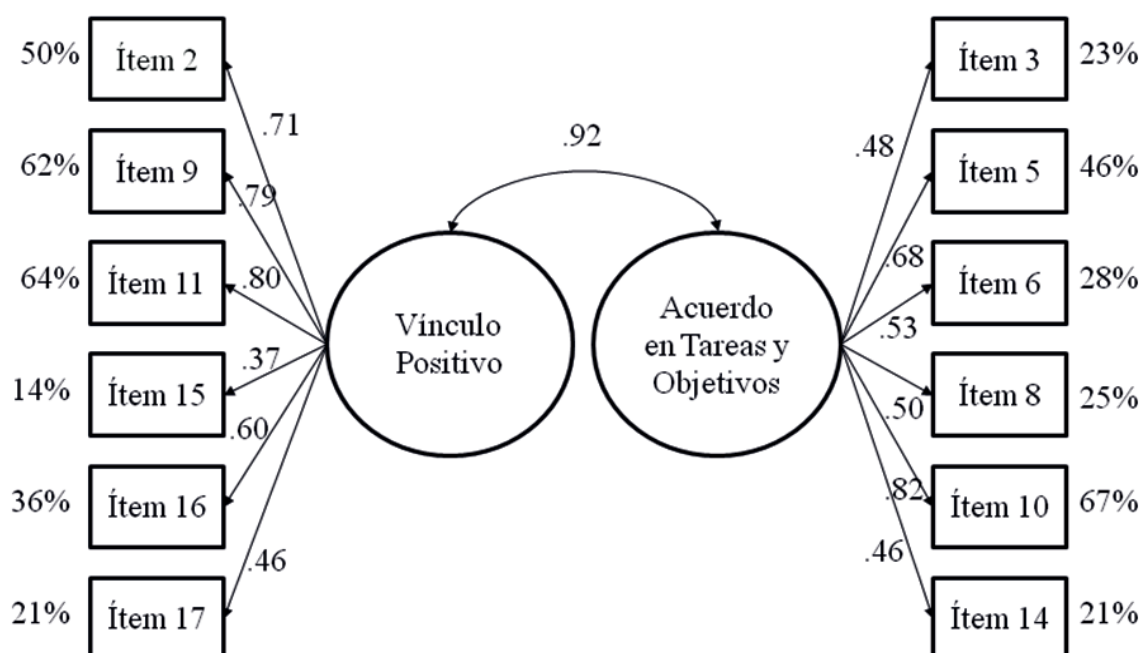 50%
Ítem 2
.71
62%
Ítem 9
.79
64%
Ítem 11
.80
14%
Ítem 15
.37
36%
Ítem 16
.60
21%
Ítem 17
.46
Vínculo
Positivo
.92
Acuerdo
en Tareas y
Objetivos
.48
Ítem 3
23%
.68
Ítem 5
46%
.53
Ítem 6
28%
.50
Ítem 8
25%
.82
Ítem 10
67%
.46
Ítem 14
21%